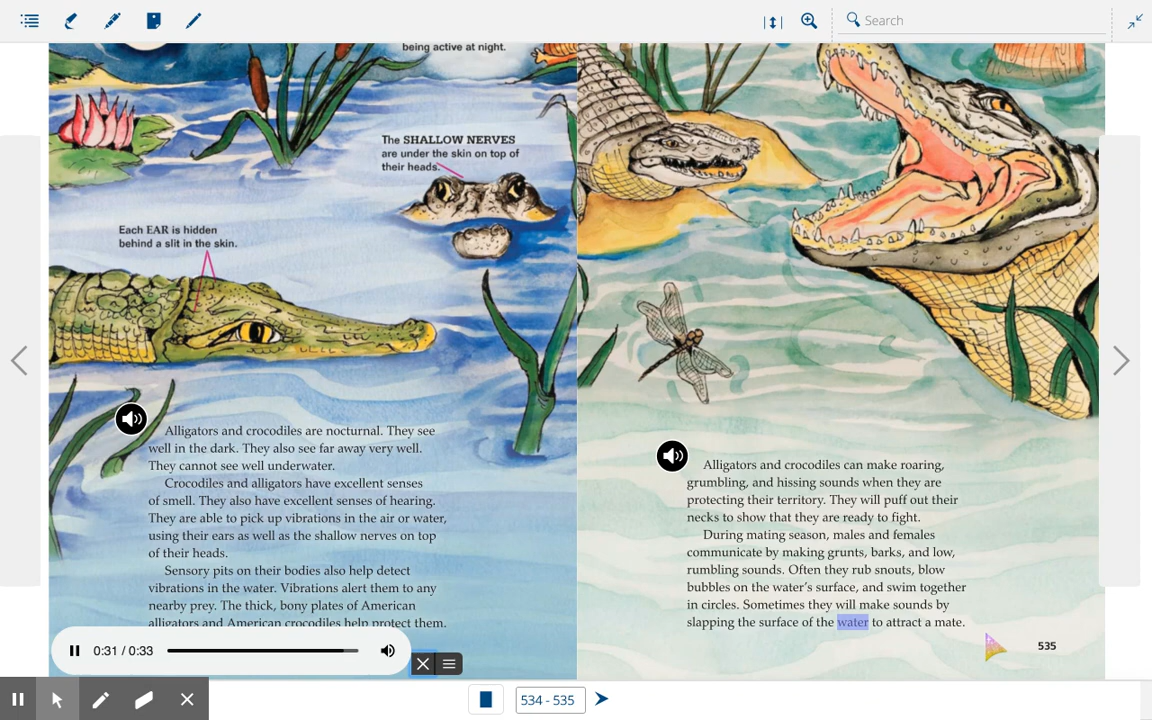 Search
being active at night.
The SHALLOW NERVES
are under the skin on top of
their heads.
Each EAR is hidden
behind a slit in the skin.
Alligators and crocodiles are nocturnal. They see
well in the dark. They also see far away very well.
They cannot see well underwater.
Crocodiles and alligators have excellent senses
of smell. They also have excellent senses of hearing.
They are able to pick up vibrations in the air or water,
using their ears as well as the shallow nerves on top
of their heads.
Sensory pits on their bodies also help detect
vibrations in the water. Vibrations alert them to any
nearby prey. The thick, bony plates of American
alligators and American crocodiles help protect them.
Alligators and crocodiles can make roaring,
grumbling, and hissing sounds when they are
protecting their territory. They will puff out their
necks to show that they are ready to fight.
During mating season, males and females
communicate by making grunts, barks, and low,
rumbling sounds. Often they rub snouts, blow
bubbles on the water's surface, and swim together
in circles. Sometimes they will make sounds by
slapping the surface of the water to attract a mate.
535
0:31 / 0:33
534 - 535